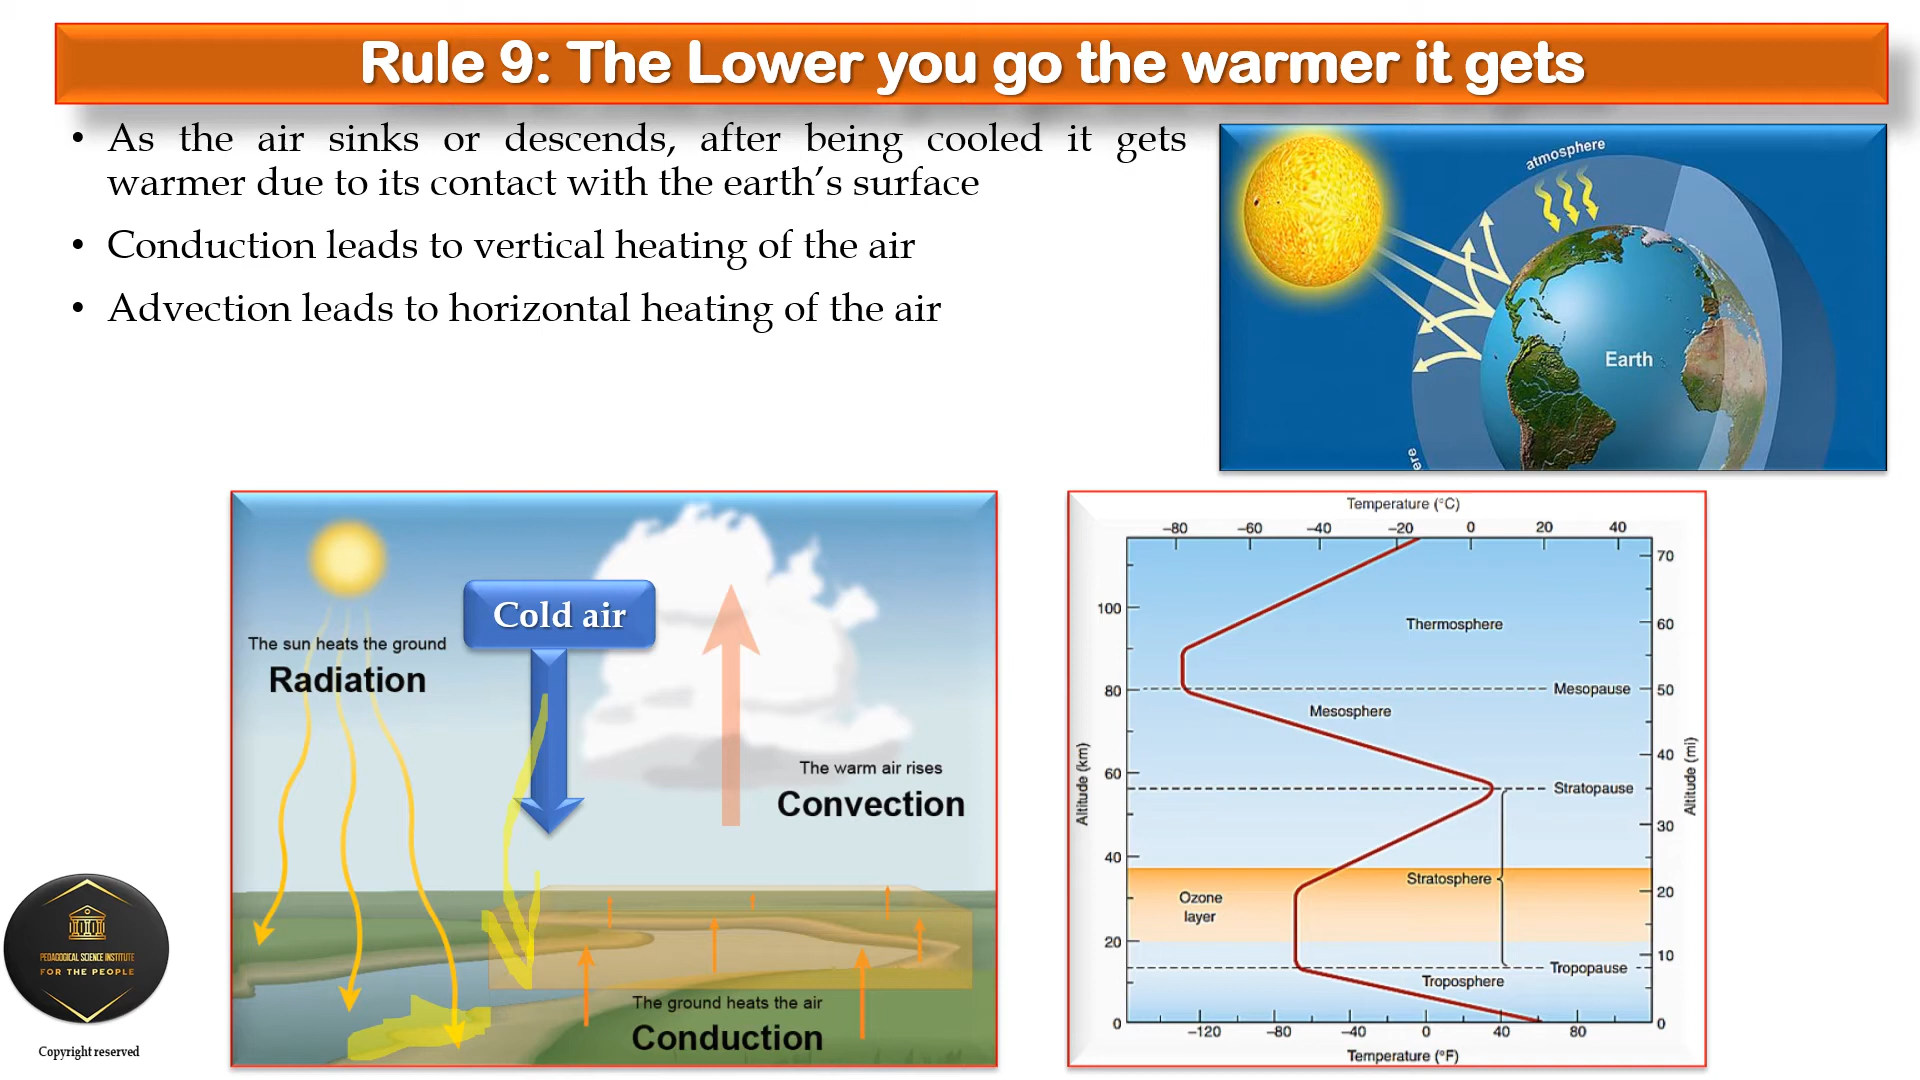 Rule 9: The Lower you go the warmer it gets
• As the air sinks or descends, after being cooled it gets
warmer due to its contact with the earth’s surface
• Conduction leads to vertical heating of the air
• Advection leads to horizontal heating of the air
atmosphere
Earth
ere
The sun heats the ground
Radiation
Cold air
The warm air rises
Convection
The ground heats the air
Conduction
Temperature (°C)
–80 –60 –40 –20 0 20 40
70
100
Thermosphere
60
80
Mesopause
50
Mesosphere
40
Altitude (km)
Altitude (mi)
60
Stratopause
30
40
Stratosphere
20
Ozone
layer
20
10
Tropopause
Troposphere
0
0
–120 –80 –40 0 40 80
Temperature (°F)
PEDAGOGICAL SCIENCE INSTITUTE
FOR THE PEOPLE
Copyright reserved